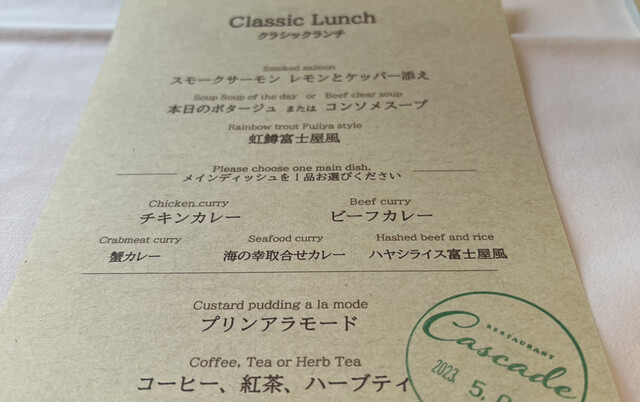 Classic Lunch
クラシックランチ
Smoked salmon
スモークサーモン レモンとケッパー添え
Soup Soup of the day or Beef clear soup
本日のポタージュ または コンソメスープ
Rainbow trout Fujiya style
虹鱒富士屋風
Please choose one main dish.
メインディッシュを1品お選びください
Chicken curry Beef curry
チキンカレー ビーフカレー
Crabmeat curry Seafood curry Hashed beef and rice
蟹カレー 海の幸取合せカレー ハヤシライス富士屋風
Custard pudding a la mode
プリンアラモード
Coffee, Tea or Herb Tea
コーヒー、紅茶、ハーブティ
RESTAURANT
Cascade
2023. 5.